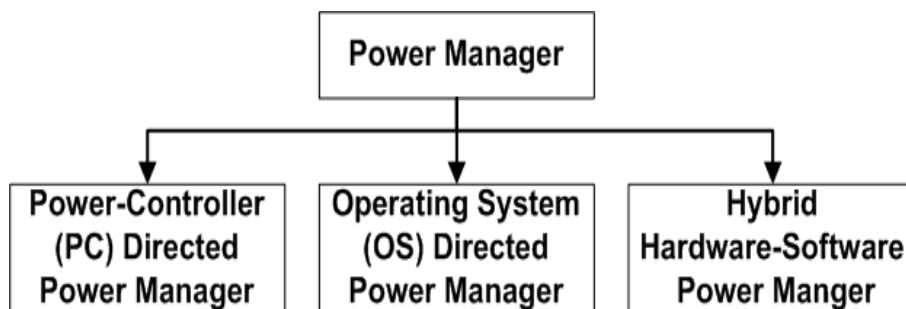 Power Manager
Power-Controller
(PC) Directed
Power Manager
Operating System
(OS) Directed
Power Manager
Hybrid
Hardware-Software
Power Manger